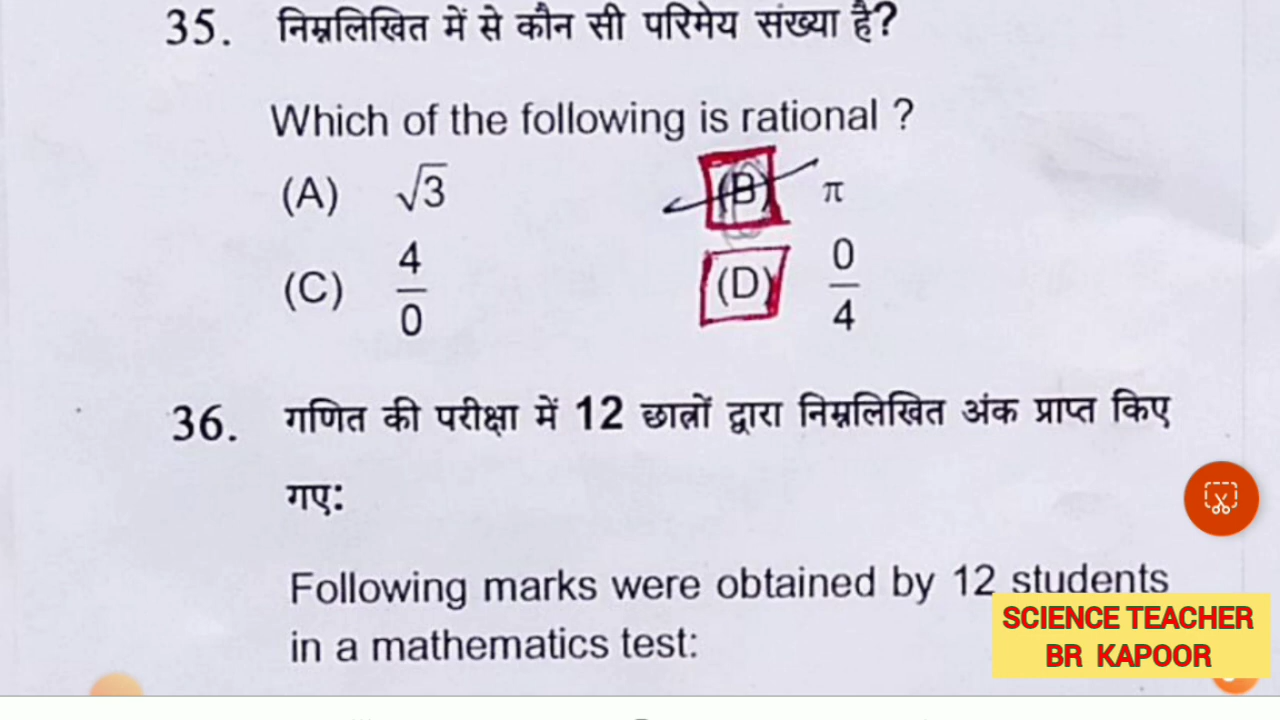 35. निम्नलिखित में से कौन सी परिमेय संख्या है?
Which of the following is rational ?
(A) √3 (B) π
(C) 4/0 (D) 0/4
36. गणित की परीक्षा में 12 छात्रों द्वारा निम्नलिखित अंक प्राप्त किए
गए:
Following marks were obtained by 12 students
in a mathematics test:
SCIENCE TEACHER
BR KAPOOR